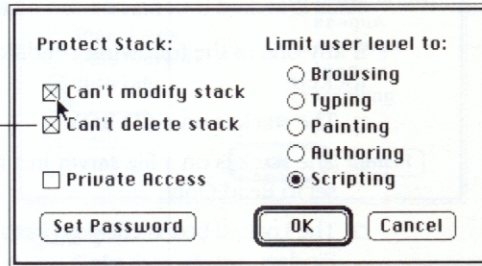 Protect Stack:
Can't modify stack
Can't delete stack
Private Access
Limit user level to:
Browsing
Typing
Painting
Authoring
Scripting
Set Password
OK
Cancel